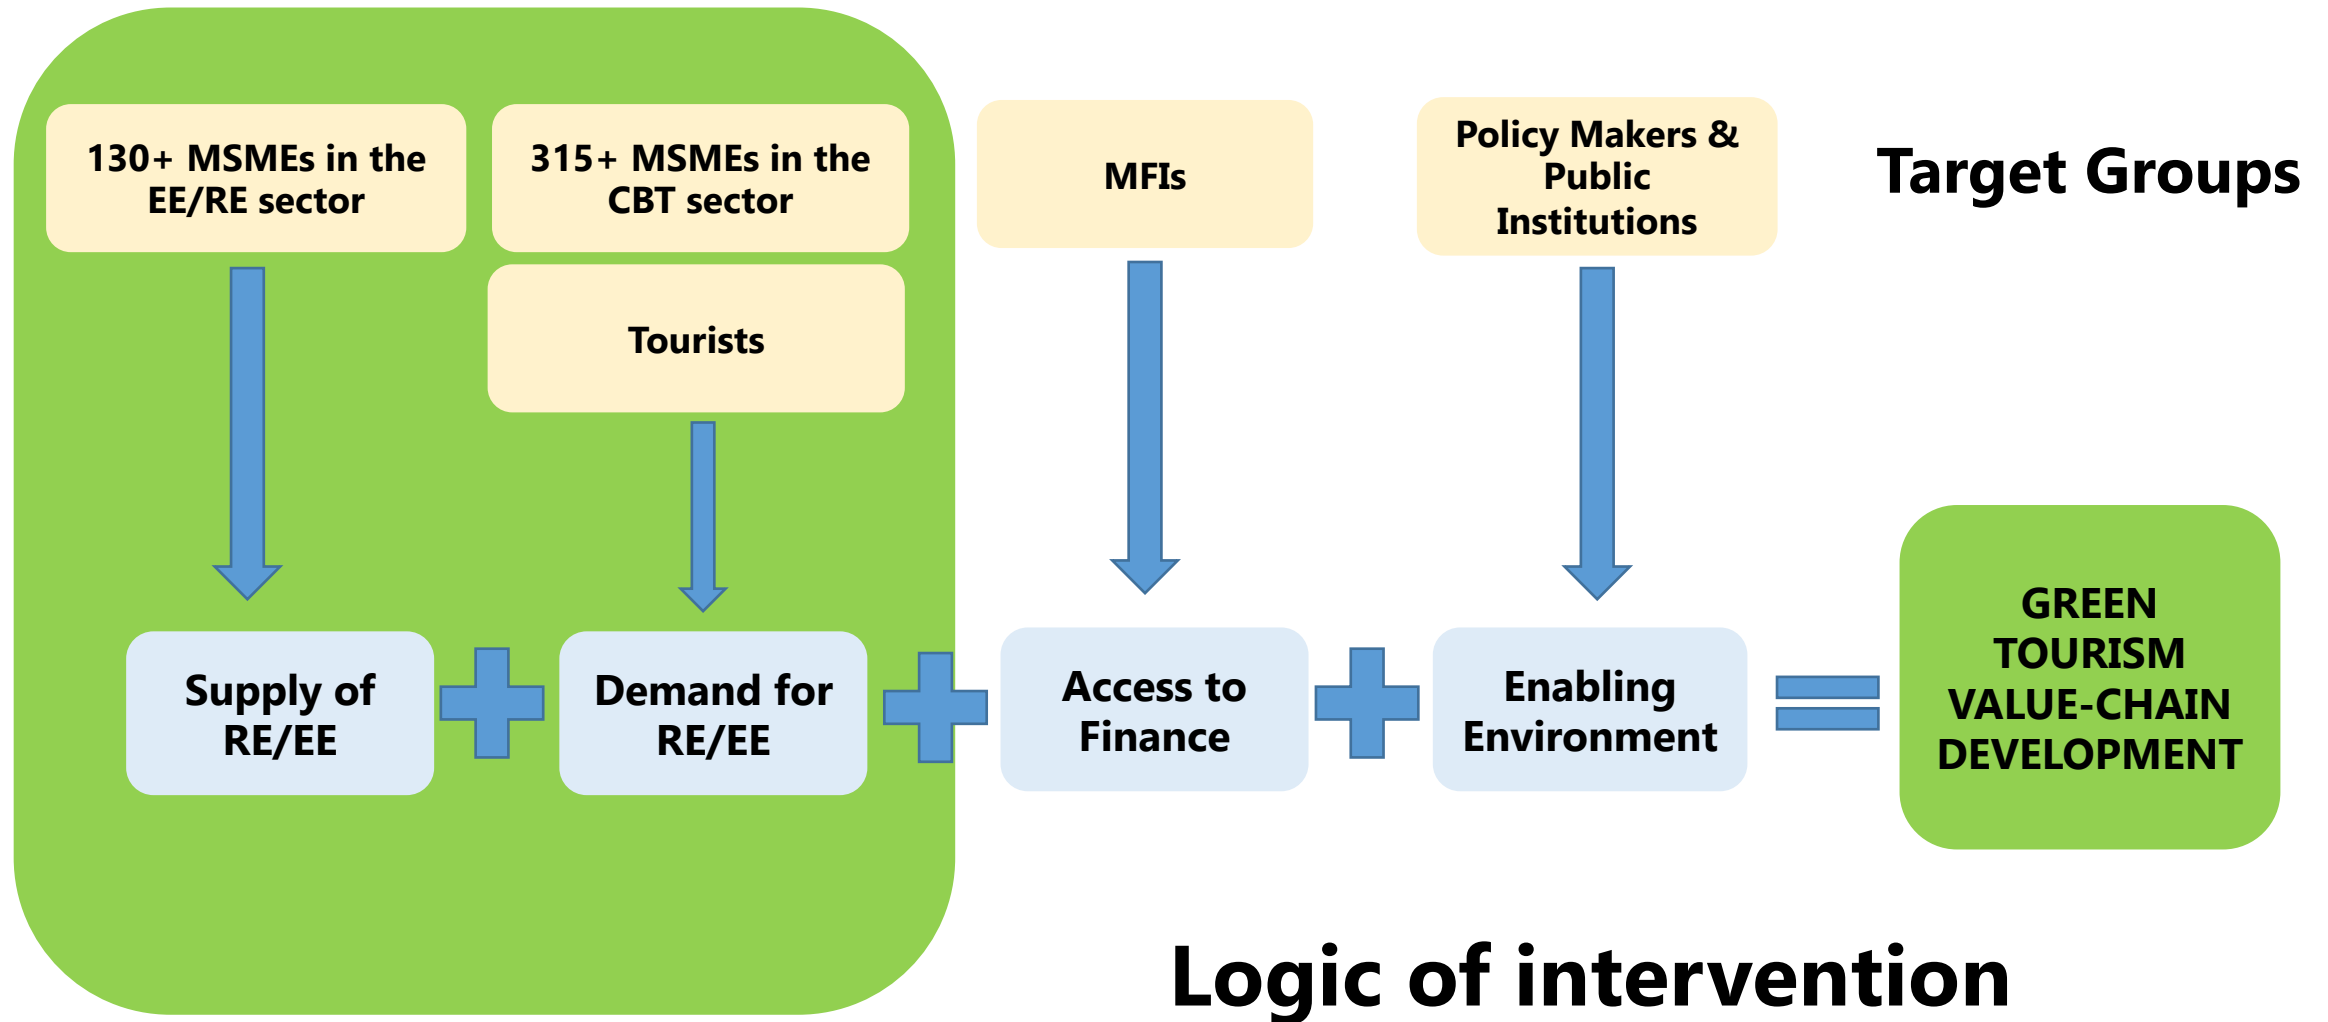 130+ MSMEs in the
EE/RE sector
315+ MSMEs in the
CBT sector
MFIs
Policy Makers &
Public
Institutions
Target Groups
Tourists
Supply of
RE/EE
Demand for
RE/EE
Access to
Finance
Enabling
Environment
GREEN
TOURISM
VALUE-CHAIN
DEVELOPMENT
Logic of intervention